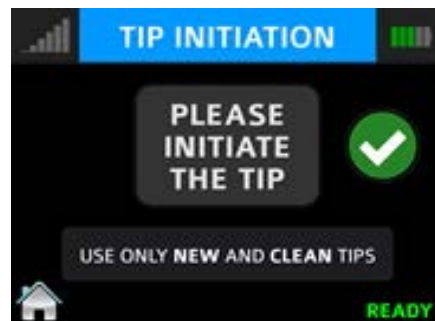 TIP INITIATION
PLEASE
INITIATE
THE TIP
USE ONLY NEW AND CLEAN TIPS
READY